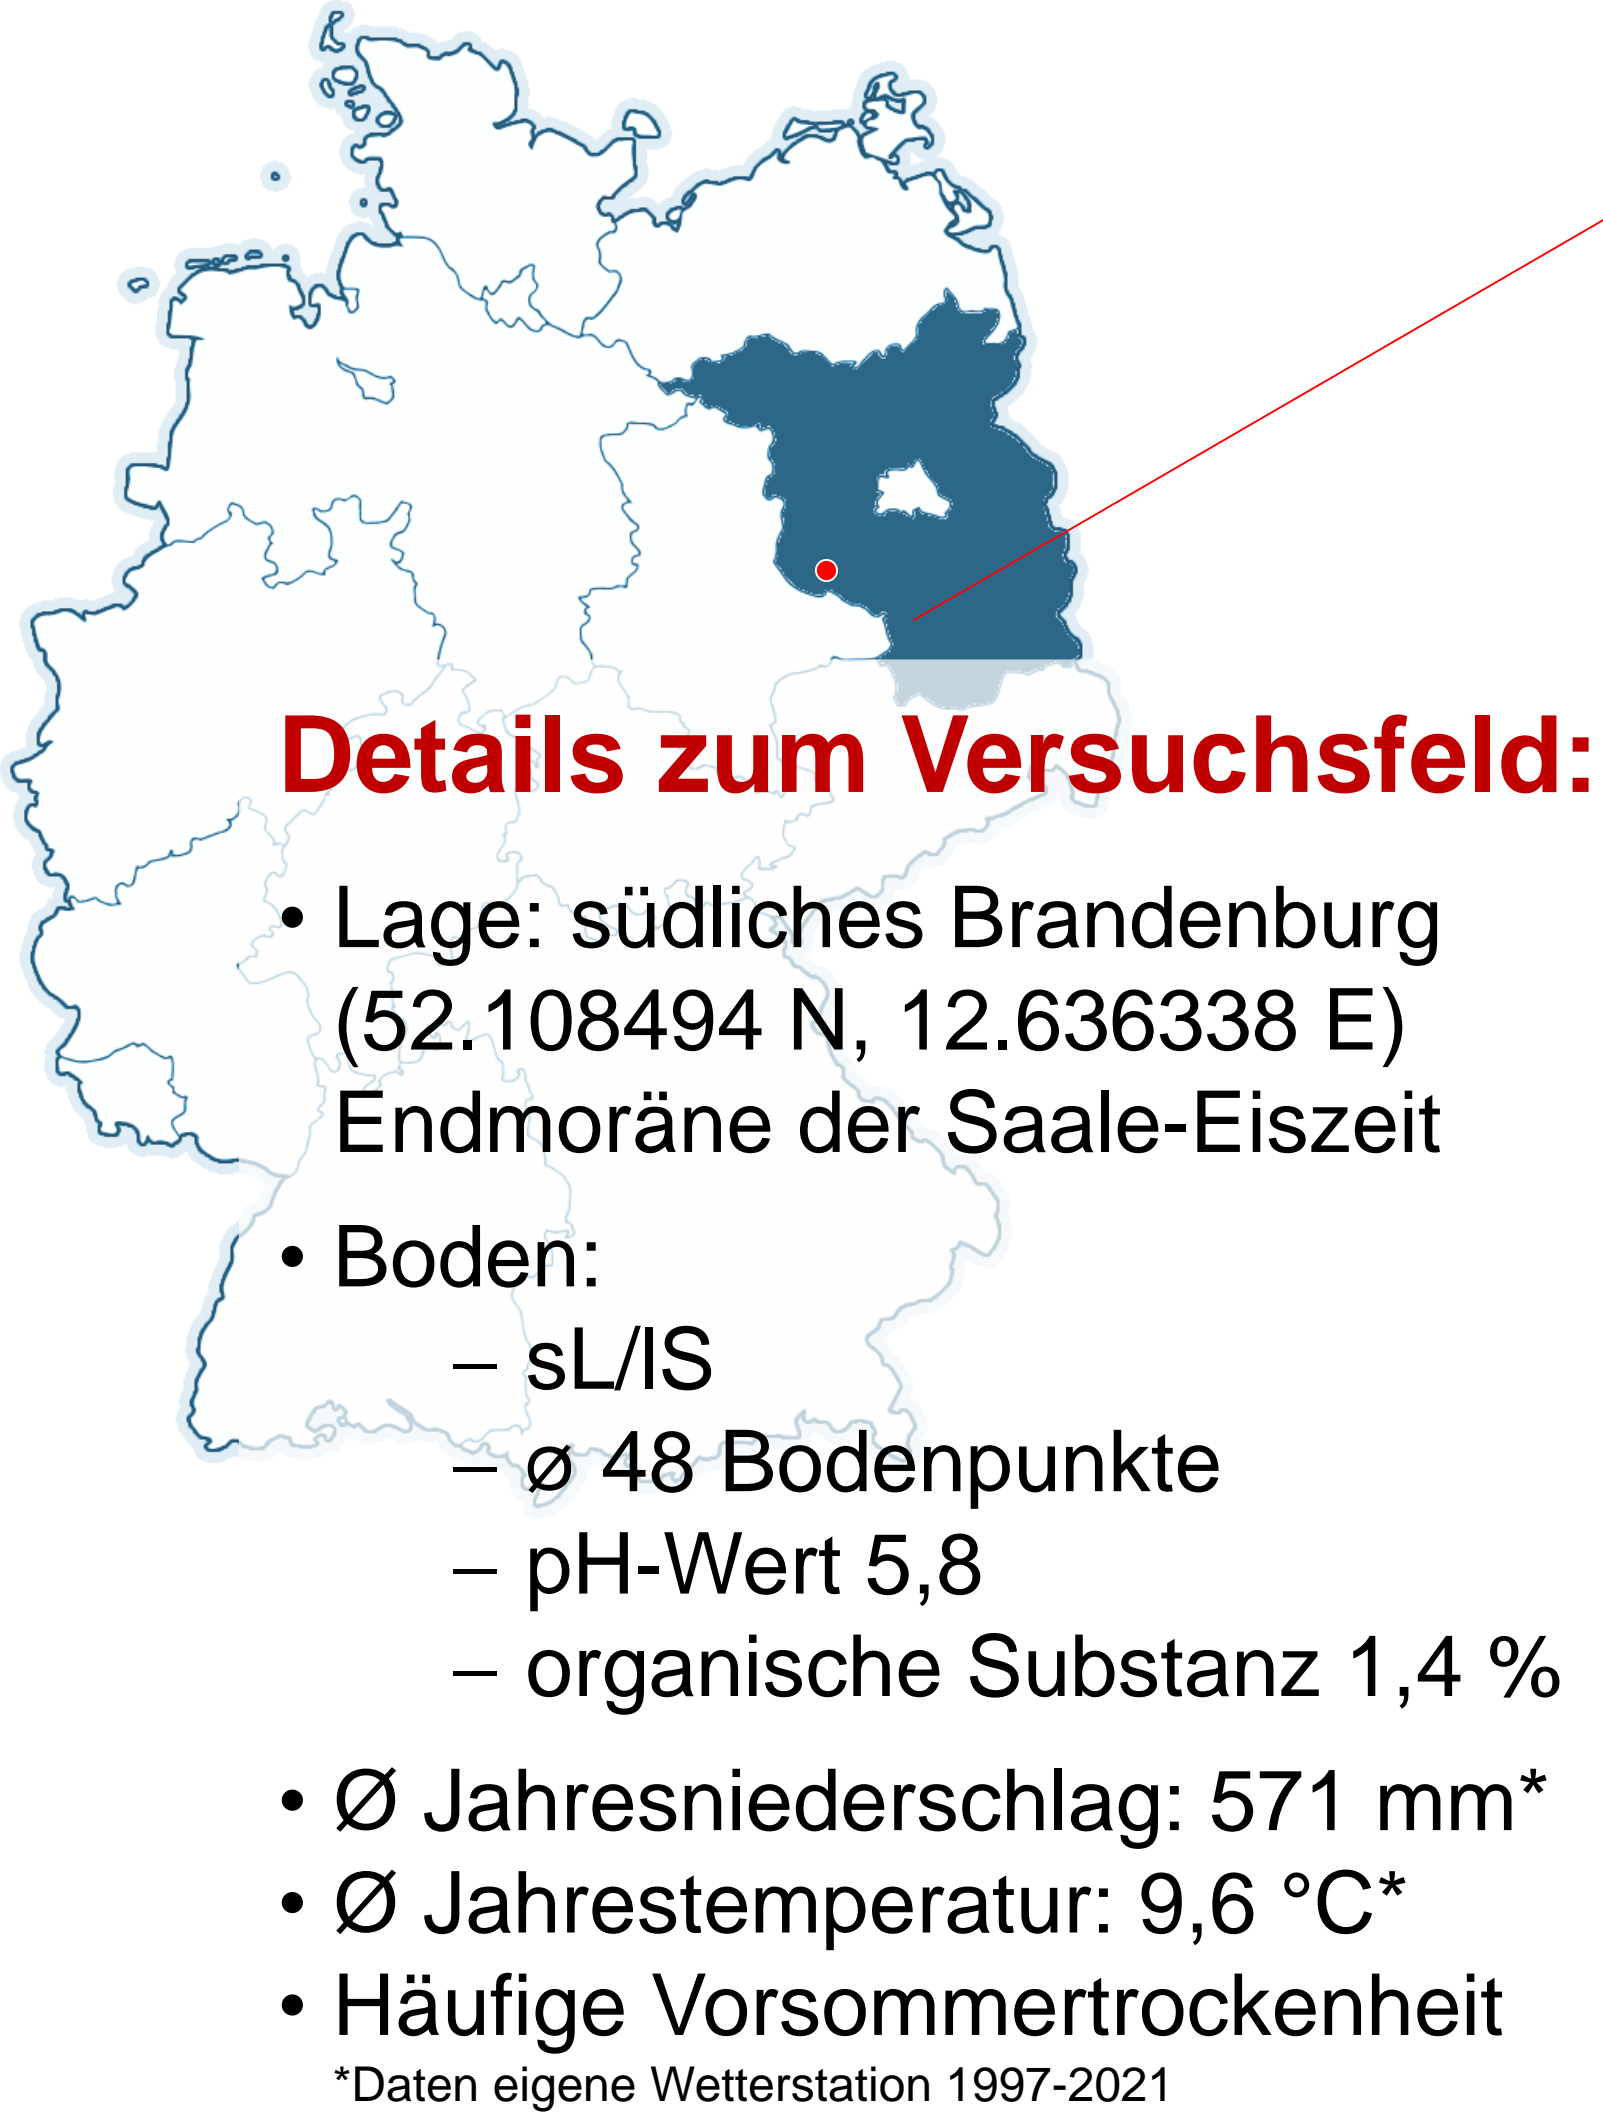 Details zum Versuchsfeld:
• Lage: südliches Brandenburg
(52.108494 N, 12.636338 E)
Endmoräne der Saale-Eiszeit
• Boden:
– sL/lS
– ø 48 Bodenpunkte
– pH-Wert 5,8
– organische Substanz 1,4 %
• Ø Jahresniederschlag: 571 mm*
• Ø Jahrestemperatur: 9,6 °C*
• Häufige Vorsommertrockenheit
*Daten eigene Wetterstation 1997-2021